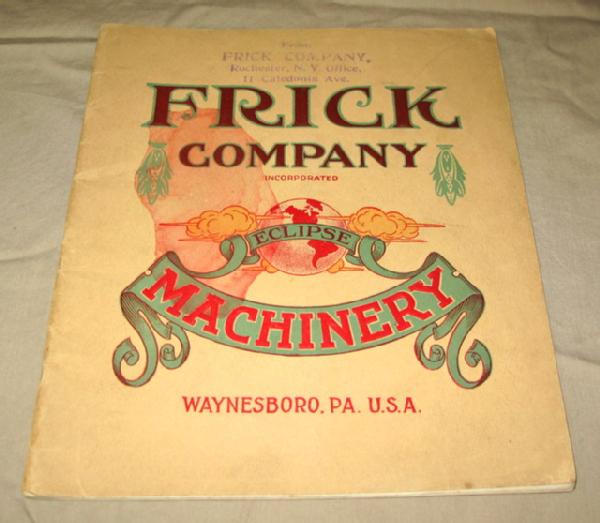 From
FRICK COMPANY,
Rochester, N. Y. Office,
11 Caledonia Ave.
FRICK
COMPANY
INCORPORATED
ECLIPSE
MACHINERY
WAYNESBORO, PA. U.S.A.